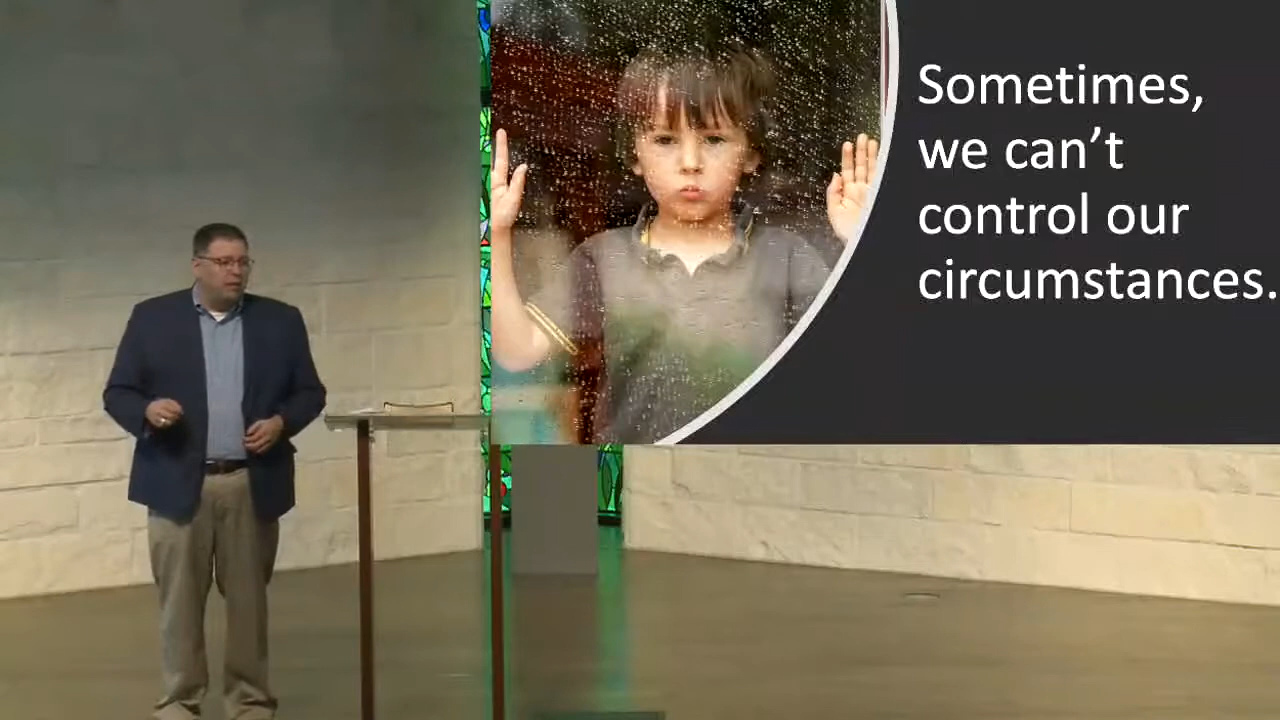 Sometimes,
we can’t
control our
circumstances.